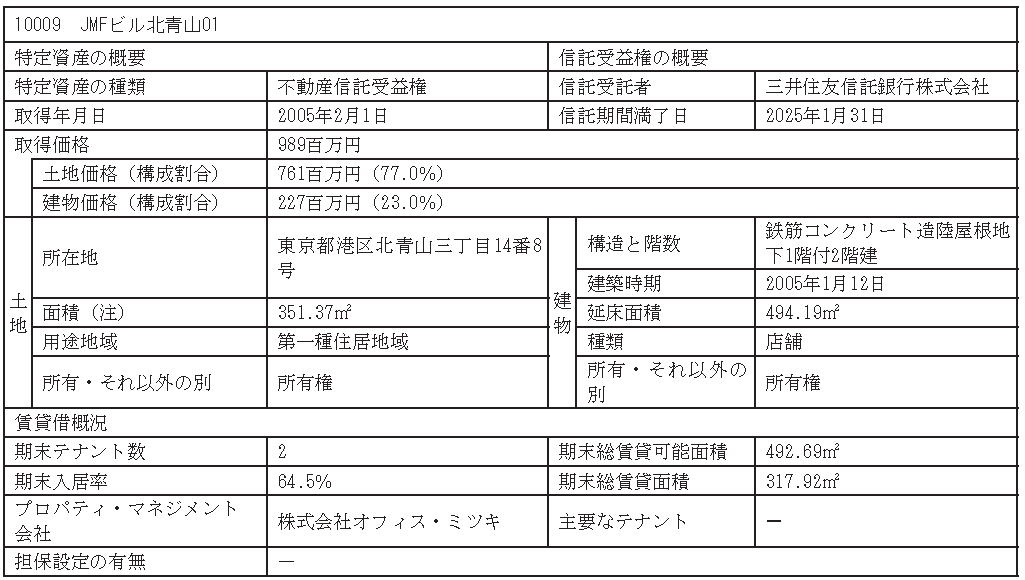 10009 JMFビル北青山01
特定資産の概要 信託受益権の概要
特定資産の種類 不動産信託受益権 信託受託者 三井住友信託銀行株式会社
取得年月日 2005年2月1日 信託期間満了日 2025年1月31日
取得価格 989百万円
土地価格（構成割合） 761百万円（77.0%）
建物価格（構成割合） 227百万円（23.0%）
土地
所在地 東京都港区北青山三丁目14番8
号
面積（注） 351.37㎡
用途地域 第一種住居地域
所有・それ以外の別 所有権
建物
構造と階数 鉄筋コンクリート造陸屋根地
下1階付2階建
建築時期 2005年1月12日
延床面積 494.19㎡
種類 店舗
所有・それ以外の
別 所有権
賃貸借概況
期末テナント数 2 期末総賃貸可能面積 492.69㎡
期末入居率 64.5% 期末総賃貸面積 317.92㎡
プロパティ・マネジメント
会社 株式会社オフィス・ミツキ 主要なテナント －
担保設定の有無 －